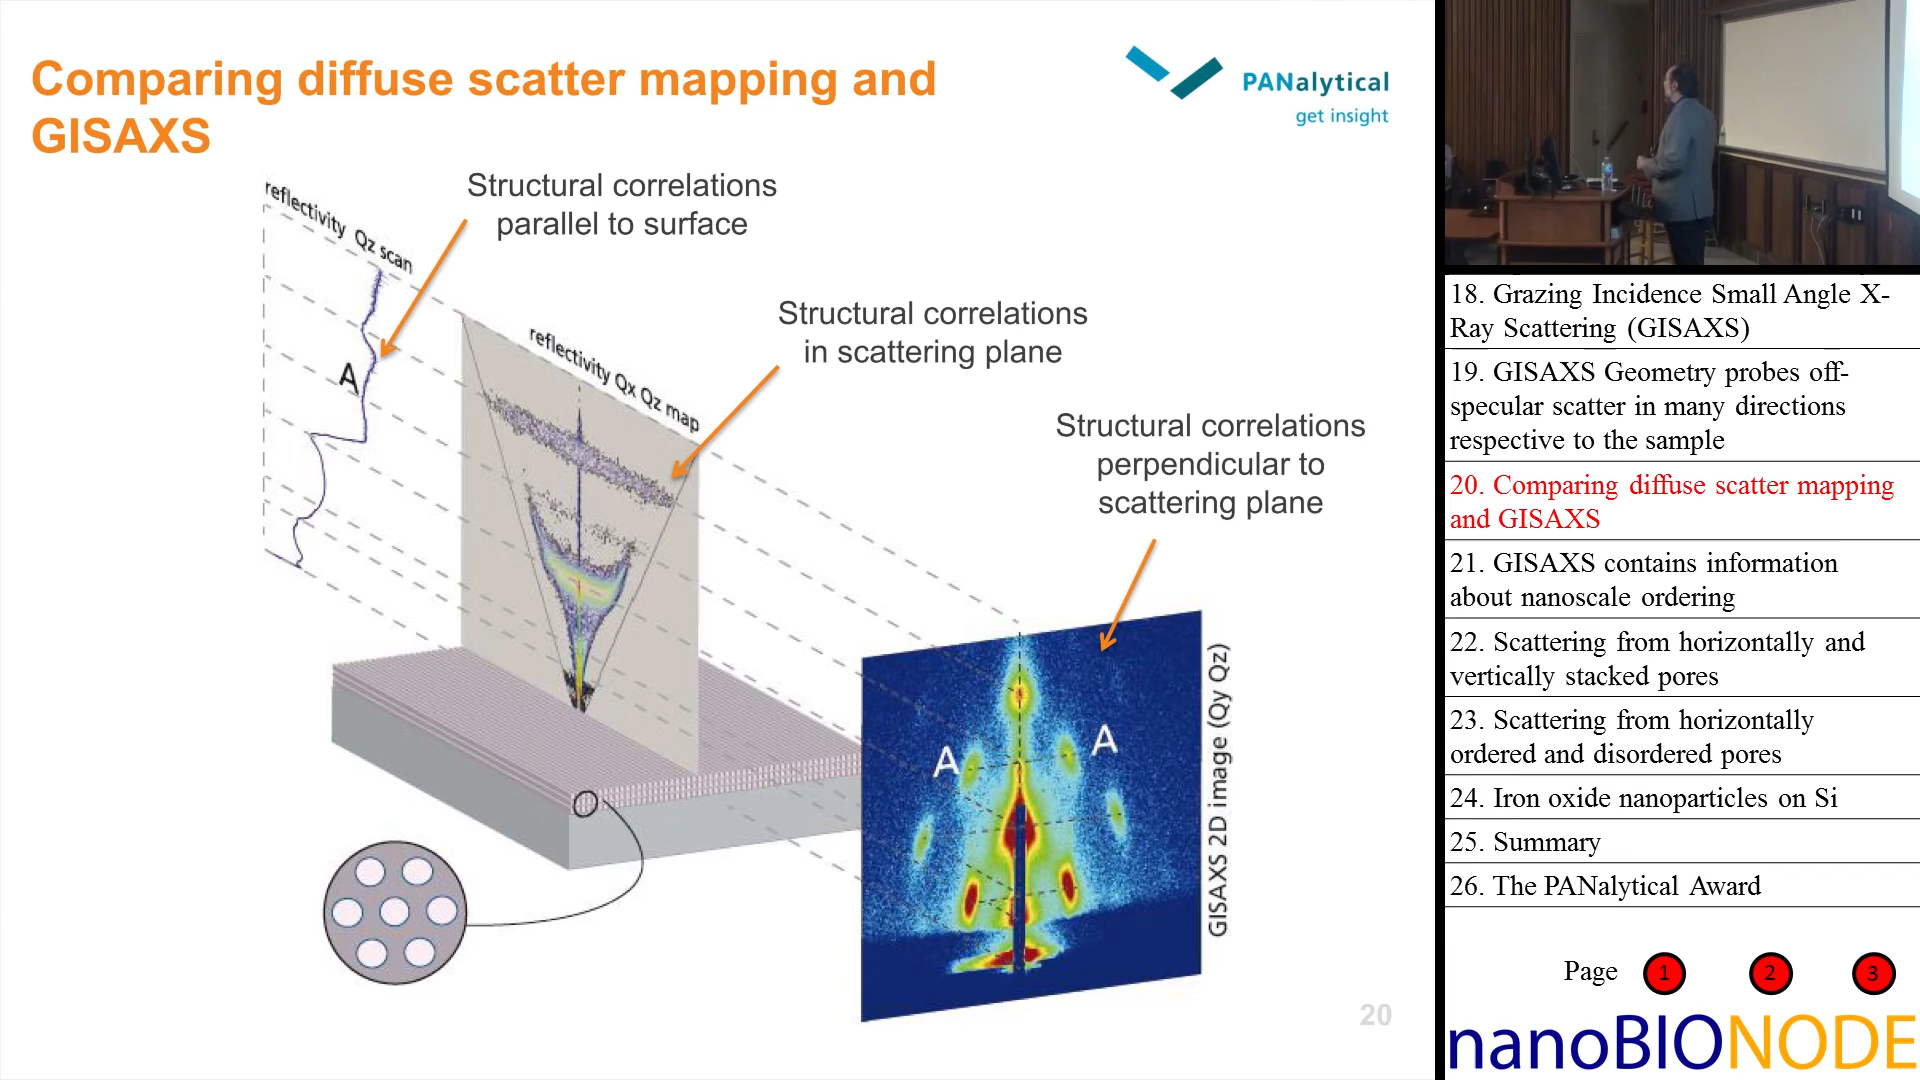 Comparing diffuse scatter mapping and
GISAXS
PANalytical
get insight
Structural correlations
parallel to surface
reflectivity Qz scan
A
Structural correlations
in scattering plane
reflectivity Qx Qz map
Structural correlations
perpendicular to
scattering plane
A
A
GISAXS 2D image (Qy Qz)
20
18. Grazing Incidence Small Angle X-
Ray Scattering (GISAXS)
19. GISAXS Geometry probes off-
specular scatter in many directions
respective to the sample
20. Comparing diffuse scatter mapping
and GISAXS
21. GISAXS contains information
about nanoscale ordering
22. Scattering from horizontally and
vertically stacked pores
23. Scattering from horizontally
ordered and disordered pores
24. Iron oxide nanoparticles on Si
25. Summary
26. The PANalytical Award
Page 1 2 3
nanoBIONODE